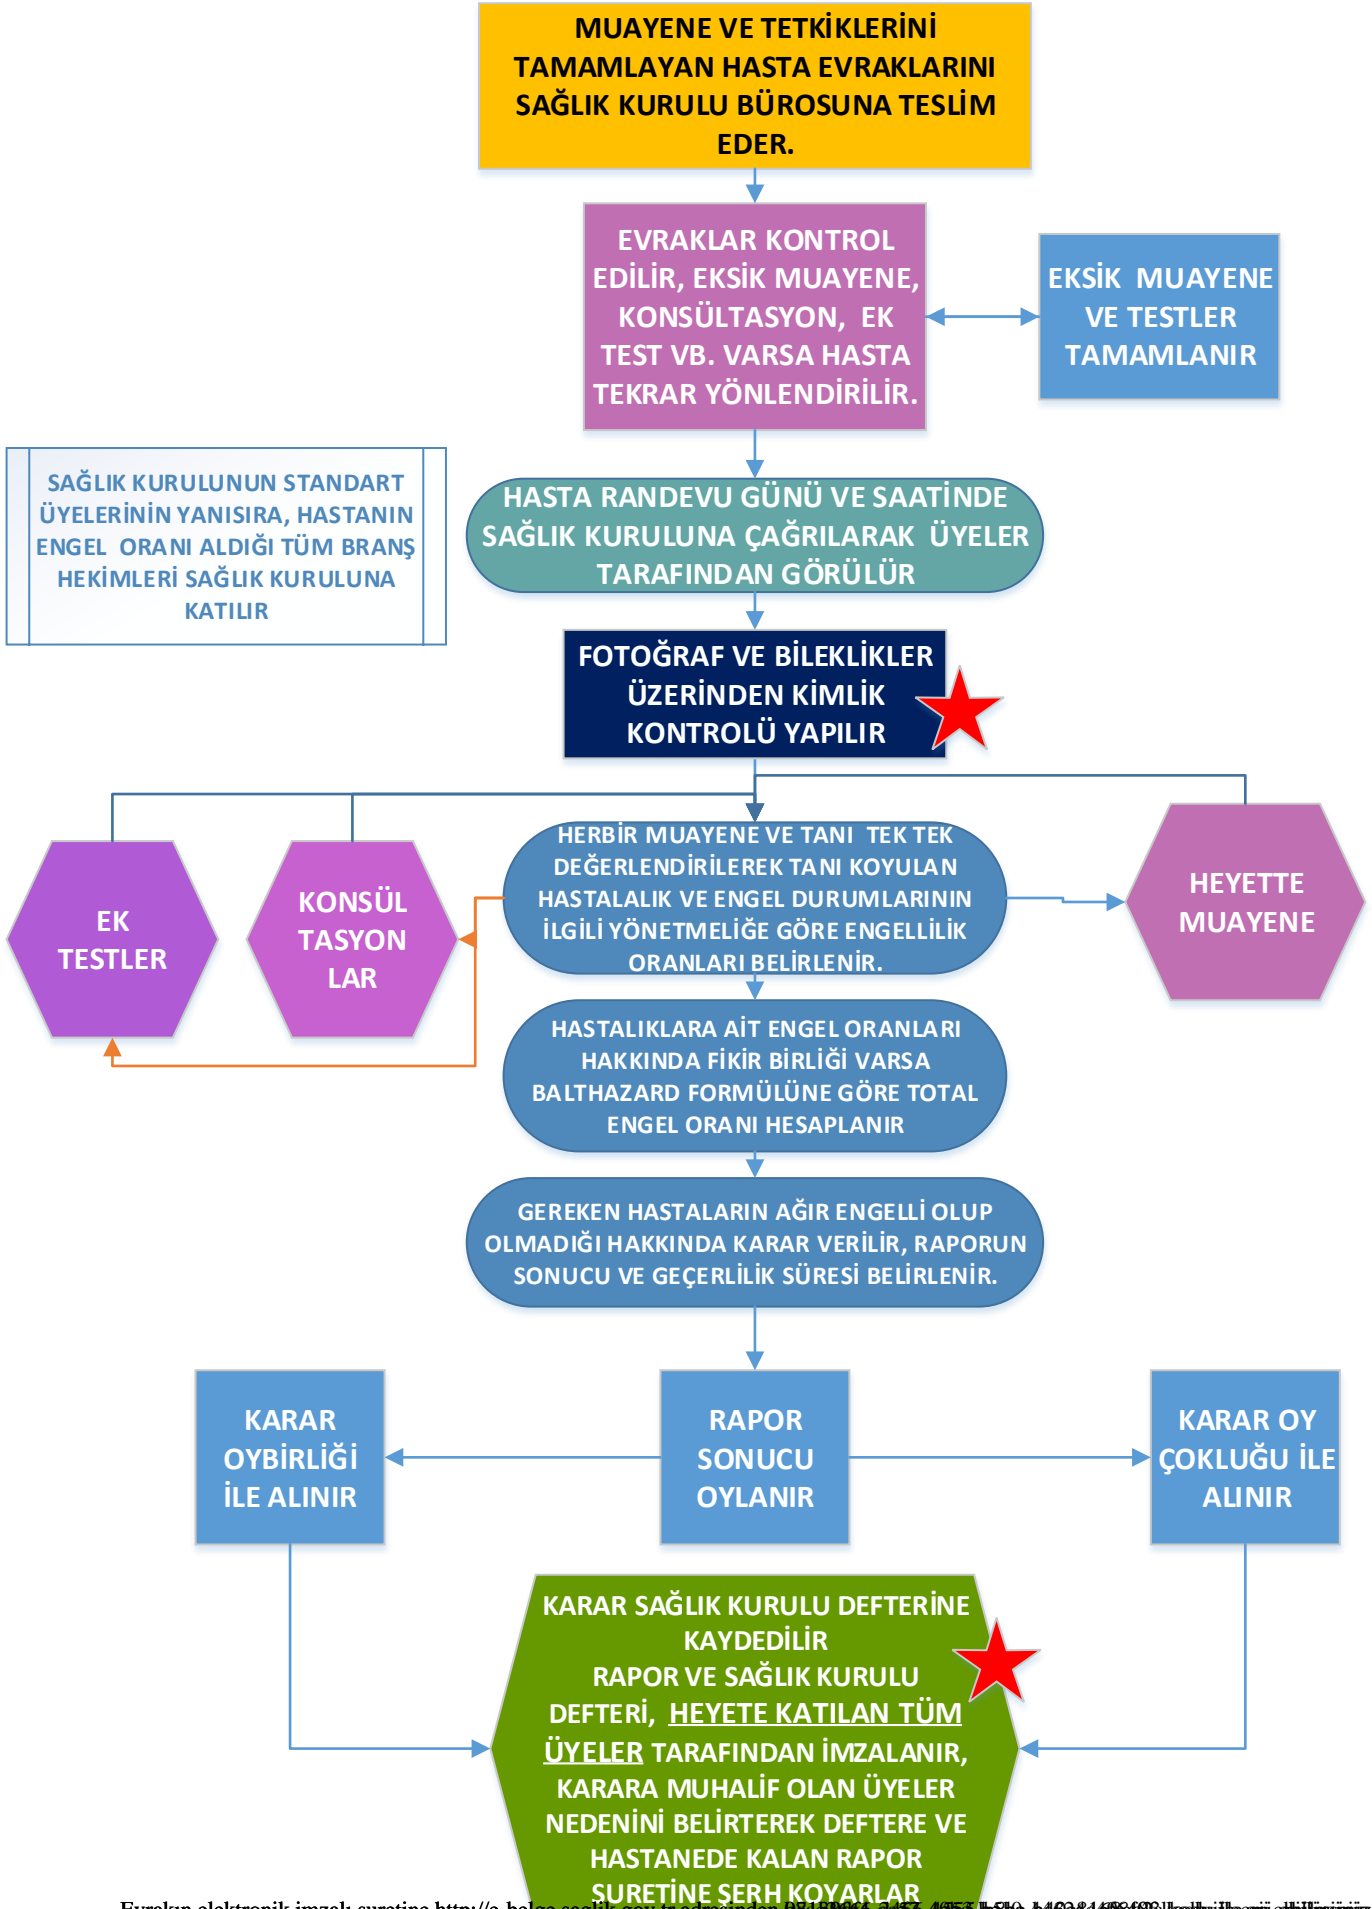 MUAYENE VE TETKİKLERİNİ
TAMAMLAYAN HASTA EVRAKLARINI
SAĞLIK KURULU BÜROSUNA TESLİM
EDER.
EVRAKLAR KONTROL
EDİLİR, EKSİK MUAYENE,
KONSÜLTASYON, EK
TEST VB. VARSA HASTA
TEKRAR YÖNLENDİRİLİR.
EKSİK MUAYENE
VE TESTLER
TAMAMLANIR
SAĞLIK KURULUNUN STANDART
ÜYELERİNİN YANISIRA, HASTANIN
ENGEL ORANI ALDIĞI TÜM BRANŞ
HEKİMLERİ SAĞLIK KURULUNA
KATILIR
HASTA RANDEVU GÜNÜ VE SAATİNDE
SAĞLIK KURULUNA ÇAĞRILARAK ÜYELER
TARAFINDAN GÖRÜLÜR
FOTOĞRAF VE BİLEKLİKLER
ÜZERİNDEN KİMLİK
KONTROLÜ YAPILIR
EK
TESTLER
KONSÜL
TASYON
LAR
HERBİR MUAYENE VE TANI TEK TEK
DEĞERLENDİRİLEREK TANI KOYULAN
HASTALALIK VE ENGEL DURUMLARININ
İLGİLİ YÖNETMELİĞE GÖRE ENGELLİLİK
ORANLARI BELİRLENİR.
HEYETTE
MUAYENE
HASTALIKLARA AİT ENGEL ORANLARI
HAKKINDA FİKİR BİRLİĞİ VARSA
BALTHAZARD FORMÜLÜNE GÖRE TOTAL
ENGEL ORANI HESAPLANIR
GEREKEN HASTALARIN AĞIR ENGELLİ OLUP
OLMADIĞI HAKKINDA KARAR VERİLİR, RAPORUN
SONUCU VE GEÇERLİLİK SÜRESİ BELİRLENİR.
KARAR
OYBİRLİĞİ
İLE ALINIR
RAPOR
SONUCU
OYLANIR
KARAR OY
ÇOKLUĞU İLE
ALINIR
KARAR SAĞLIK KURULU DEFTERİNE
KAYDEDİLİR
RAPOR VE SAĞLIK KURULU
DEFTERİ, HEYETE KATILAN TÜM
ÜYELER TARAFINDAN İMZALANIR,
KARARA MUHALİF OLAN ÜYELER
NEDENİNİ BELİRTEREK DEFTERE VE
HASTANEDE KALAN RAPOR
SURETİNE ŞERH KOYARLAR
Evrakın elektronik imzalı suretine http://e-belge.saglik.gov.tr adresinden